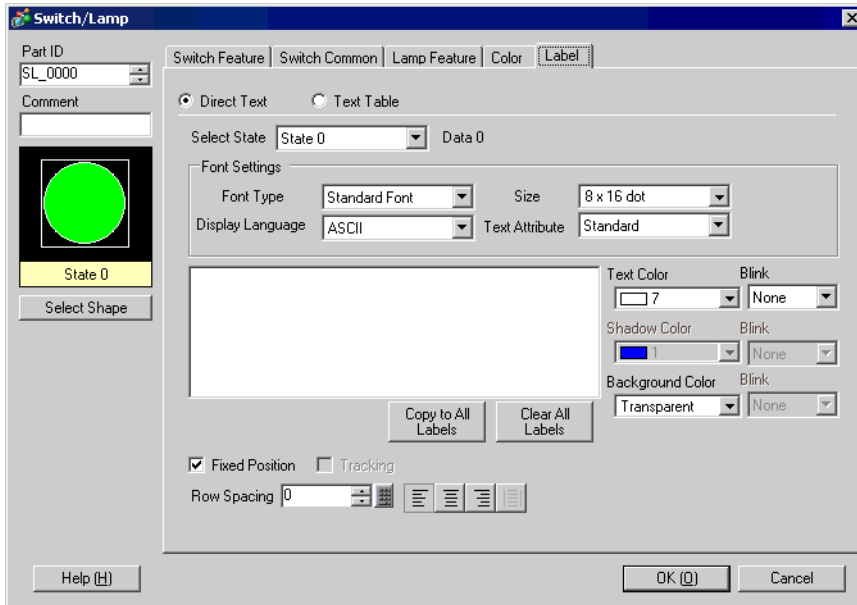 Switch/Lamp
Part ID
SL_0000
Comment
State 0
Select Shape
Switch Feature Switch Common Lamp Feature Color Label
Direct Text Text Table
Select State State 0 Data 0
Font Settings
Font Type Standard Font Size 8 x 16 dot
Display Language ASCII Text Attribute Standard
Text Color Blink
7 None
Shadow Color Blink
1 None
Background Color Blink
Transparent None
Copy to All Labels Clear All Labels
Fixed Position Tracking
Row Spacing 0
Help (H) OK (O) Cancel